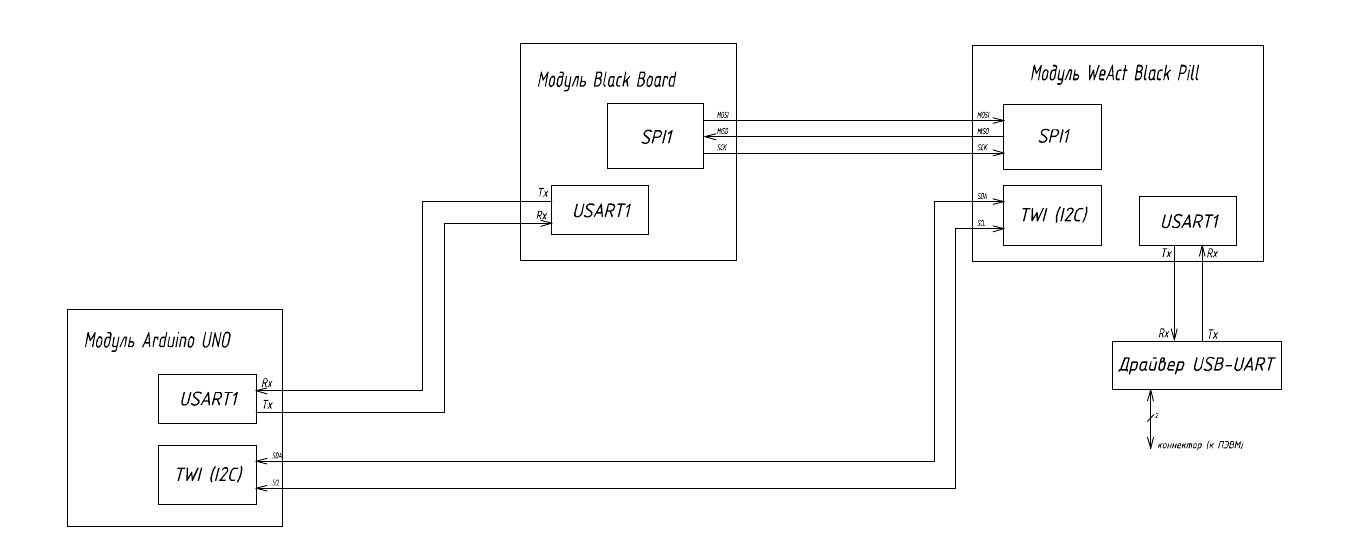 Модуль Black Board
SPI1
MOSI
MISO
SCK
USART1
Tx
Rx
Модуль WeAct Black Pill
MOSI
MISO
SCK
SPI1
SDA
SCL
TWI (I2C)
USART1
Tx
Rx
Rx
Tx
Драйвер USB-UART
2
коннектор (к ПЭВМ)
Модуль Arduino UNO
USART1
Rx
Tx
TWI (I2C)
SDA
SCL